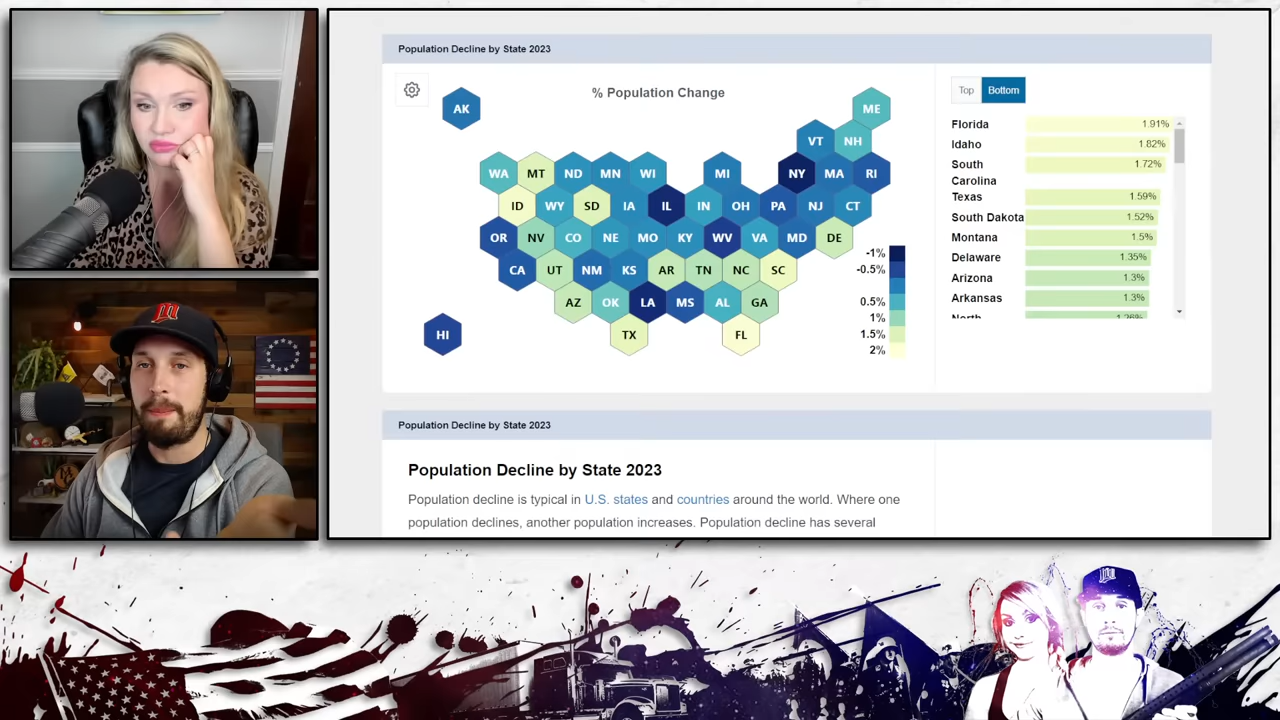 Population Decline by State 2023
% Population Change
AK
ME
VT NH
WA MT ND MN WI MI NY MA RI
ID WY SD IA IL IN OH PA NJ CT
OR NV CO NE MO KY WV VA MD DE
CA UT NM KS AR TN NC SC
AZ OK LA MS AL GA
HI TX FL
-1%
-0.5%
0.5%
1%
1.5%
2%
Top Bottom
Florida 1.91%
Idaho 1.82%
South Carolina 1.72%
Texas 1.59%
South Dakota 1.52%
Montana 1.5%
Delaware 1.35%
Arizona 1.3%
Arkansas 1.3%
North 1.26%
Population Decline by State 2023
Population Decline by State 2023
Population decline is typical in U.S. states and countries around the world. Where one
population declines, another population increases. Population decline has several